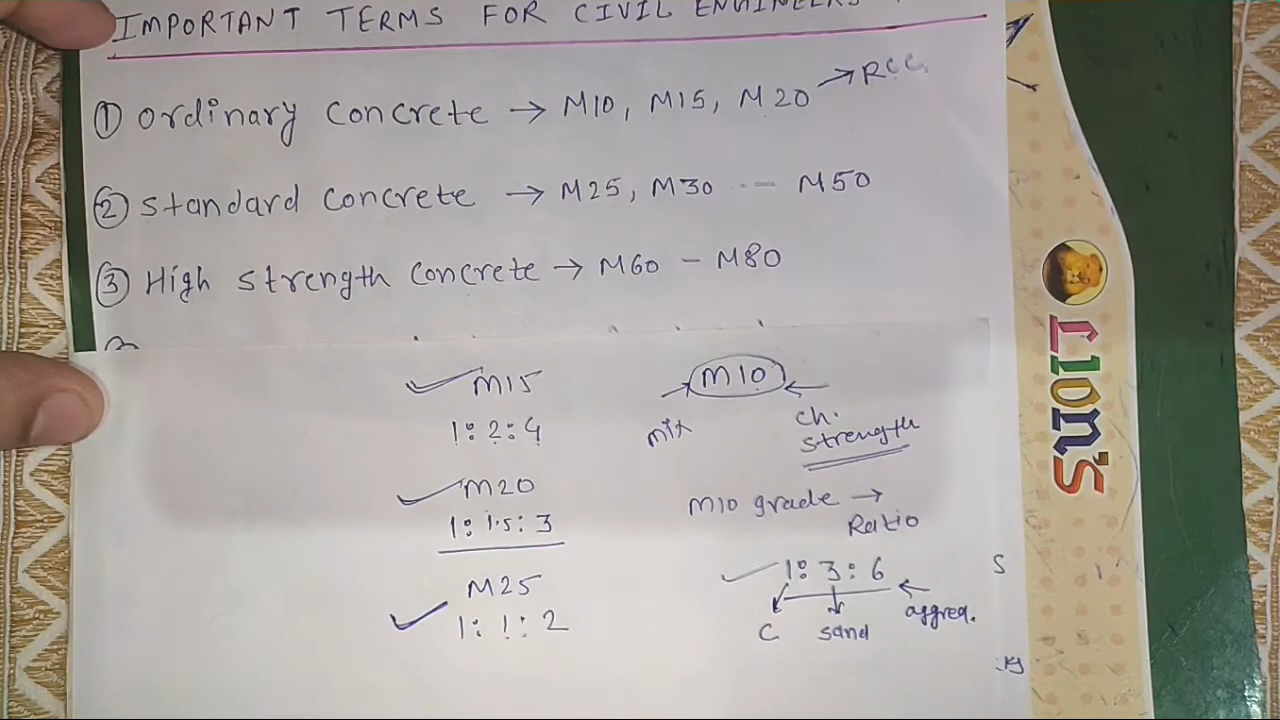 IMPORTANT TERMS FOR CIVIL ENGINEERS
① Ordinary Concrete → M10, M15, M20 → RCC
② Standard Concrete → M25, M30 --- M50
③ High Strength Concrete → M60 - M80
M15
1:2:4
M20
1:1.5:3
M25
1:1:2
M10
mix
Ch. Strength
M10 grade →
Ratio
1:3:6
C sand aggreg.
S
LION'S